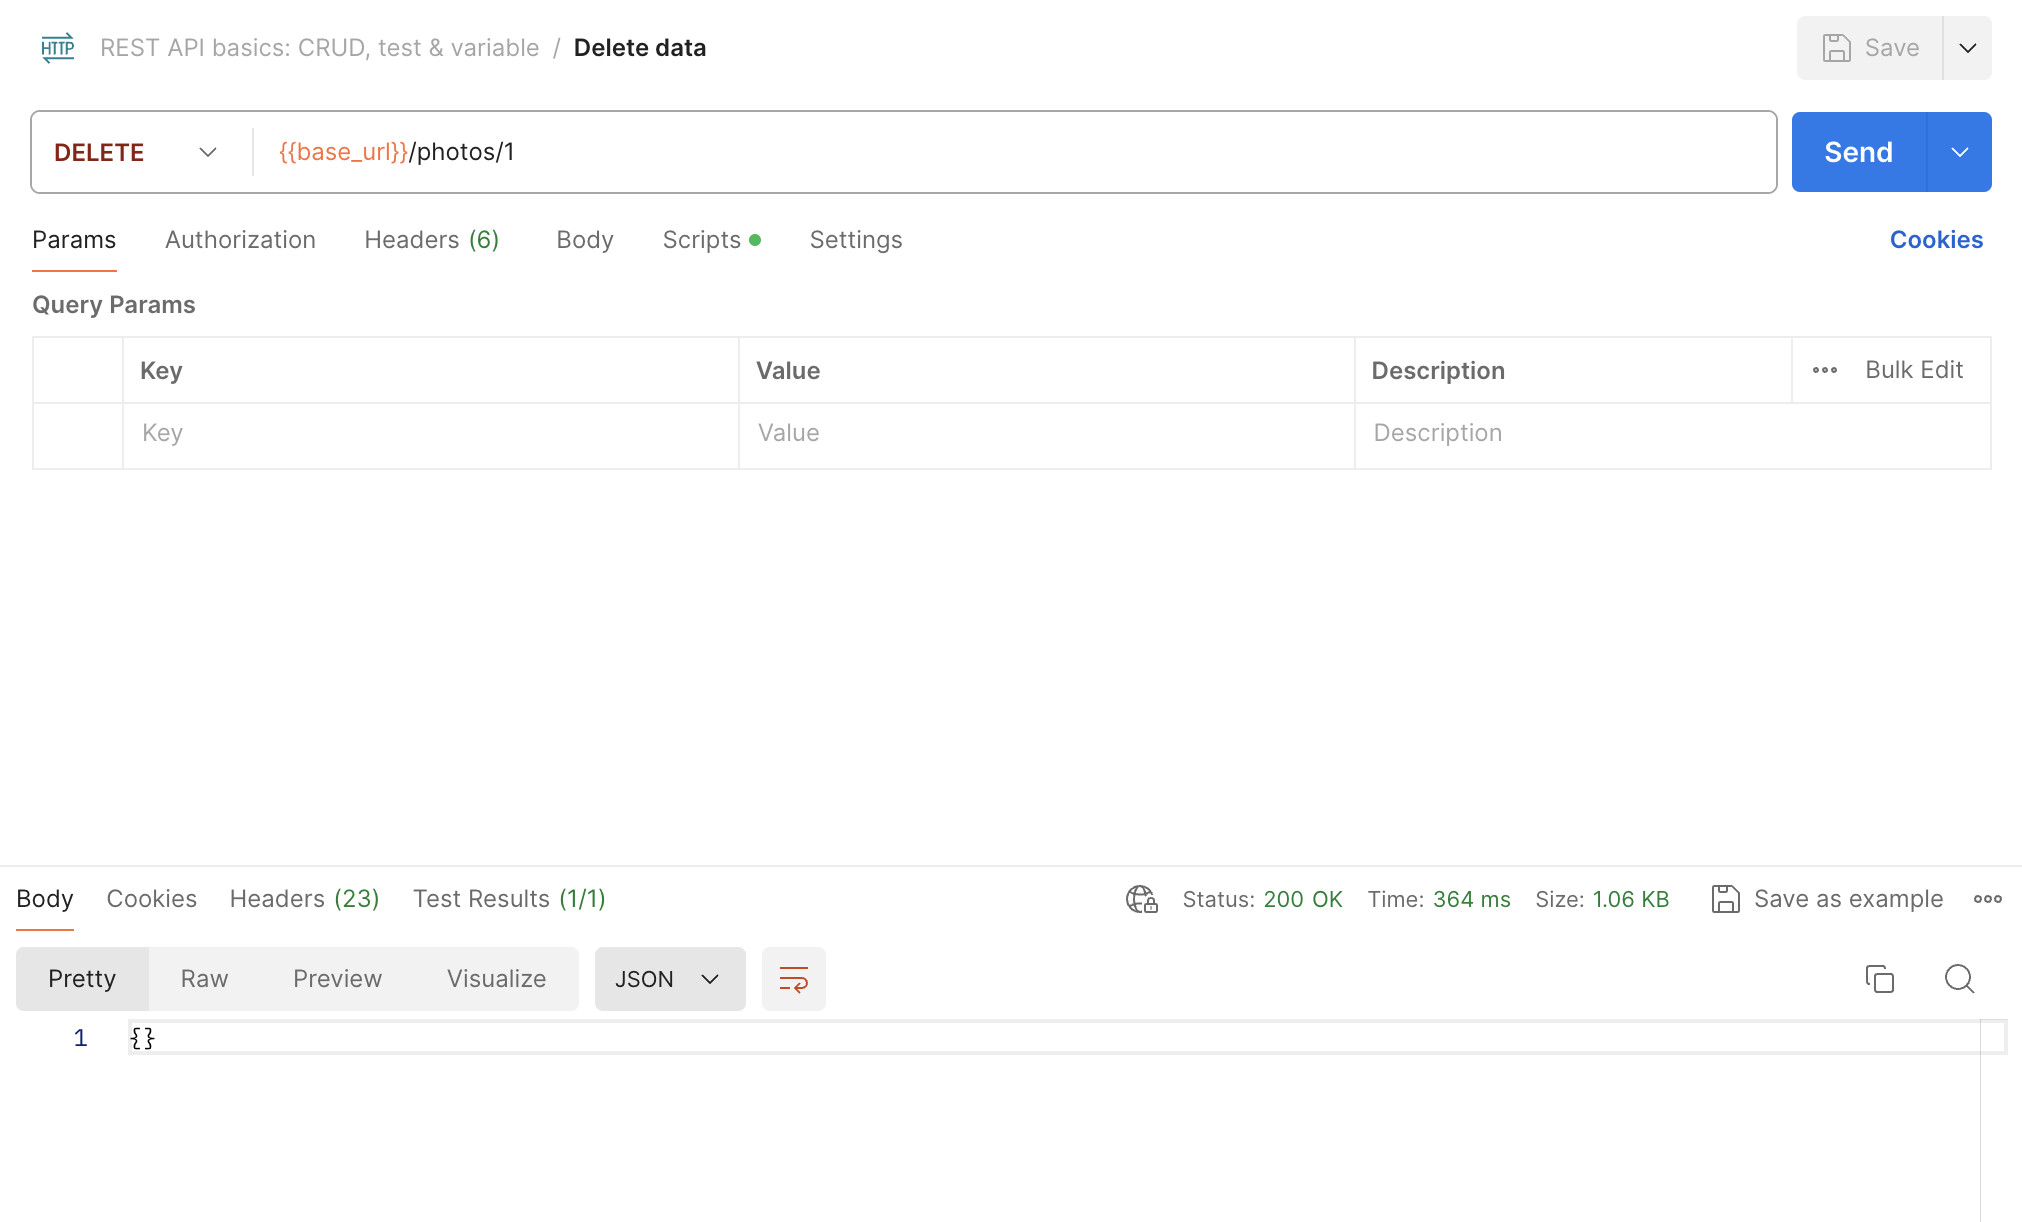 HTTP REST API basics: CRUD, test & variable / Delete data Save
DELETE {{base_url}}/photos/1 Send
Params Authorization Headers (6) Body Scripts Settings Cookies
Query Params
Key Value Description Bulk Edit
Key Value Description
Body Cookies Headers (23) Test Results (1/1) Status: 200 OK Time: 364 ms Size: 1.06 KB Save as example
Pretty Raw Preview Visualize JSON
1 {}